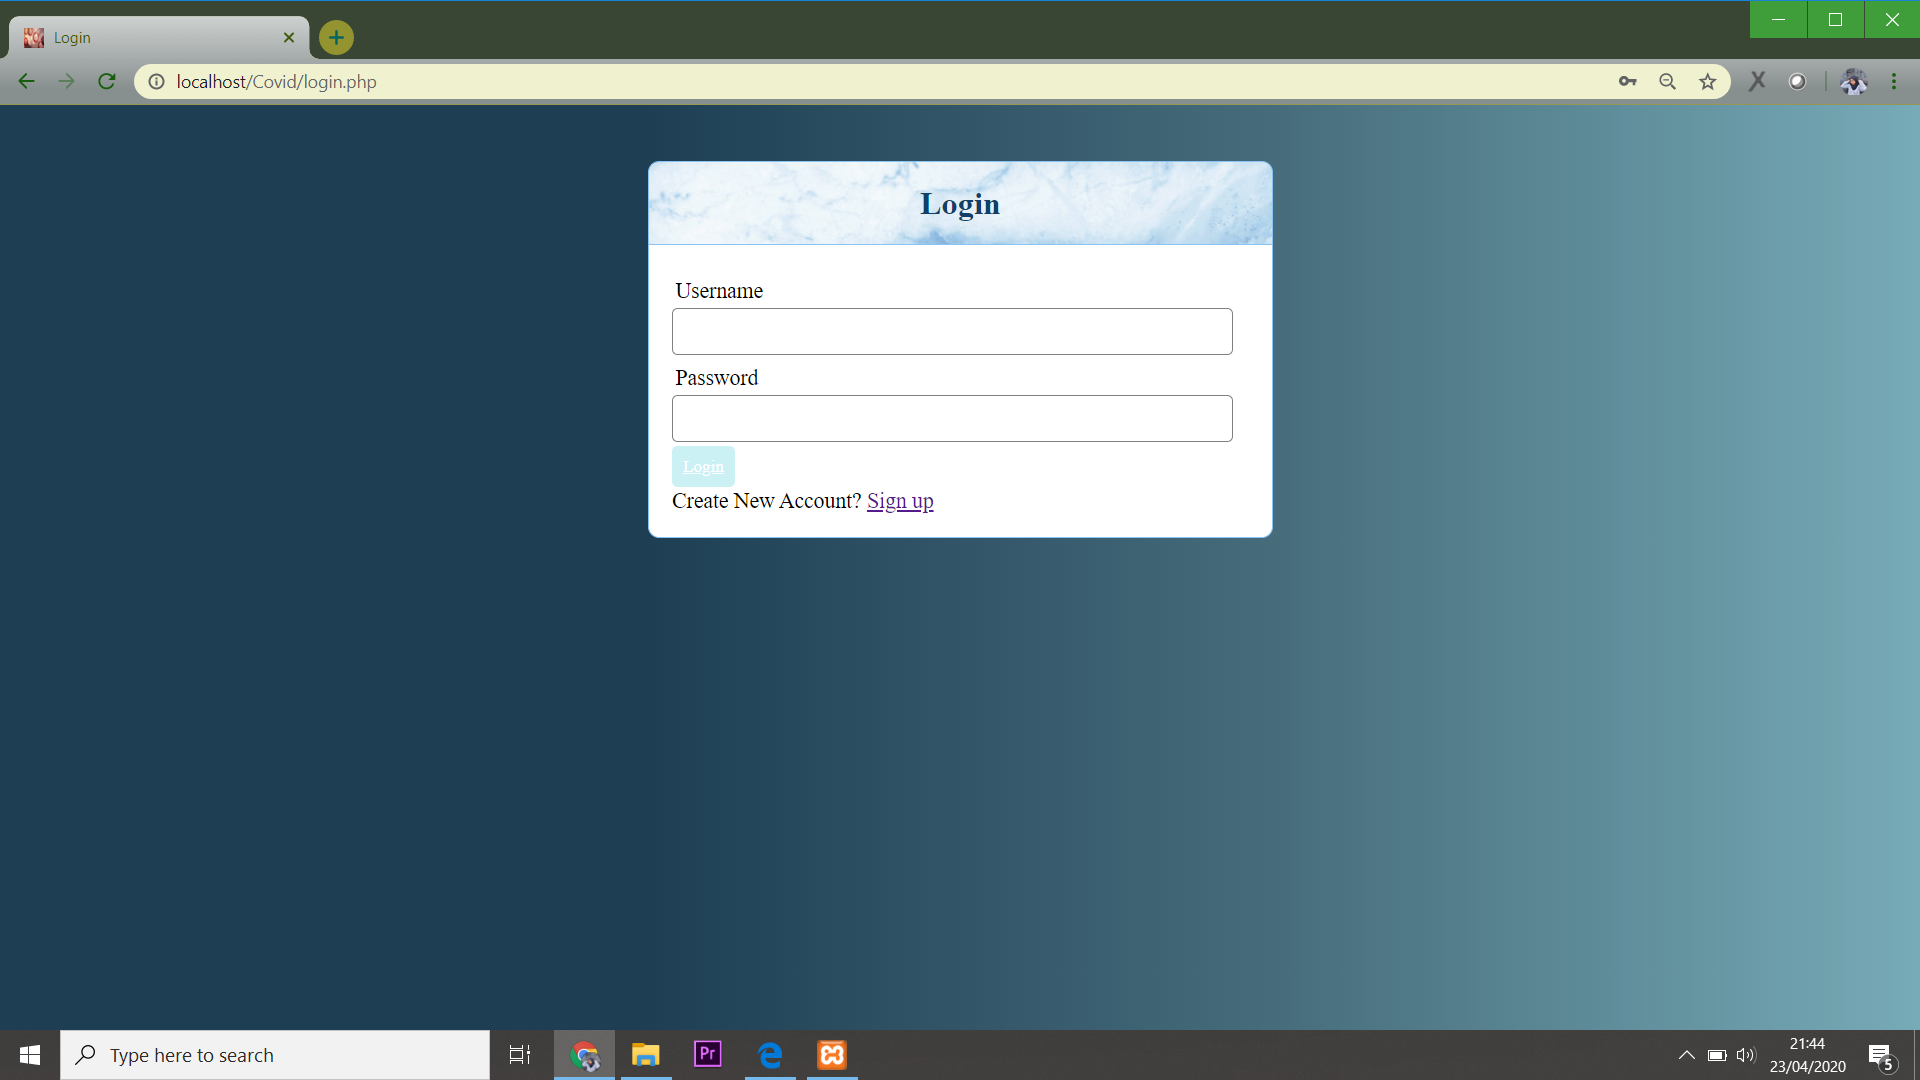 Login
localhost/Covid/login.php
Login
Username
Password
Login
Create New Account? Sign up
Type here to search
Pr
21:44
23/04/2020
5